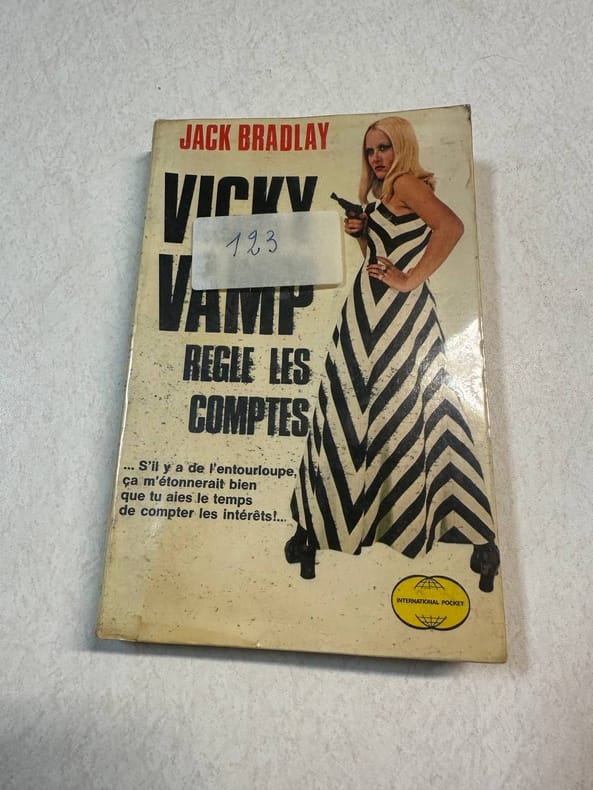 JACK BRADLAY
VICKY
123
VAMP
REGLE LES
COMPTES
... S'il y a de l'entourloupe,
ça m'étonnerait bien
que tu aies le temps
de compter les intérêts!...
INTERNATIONAL POCKET